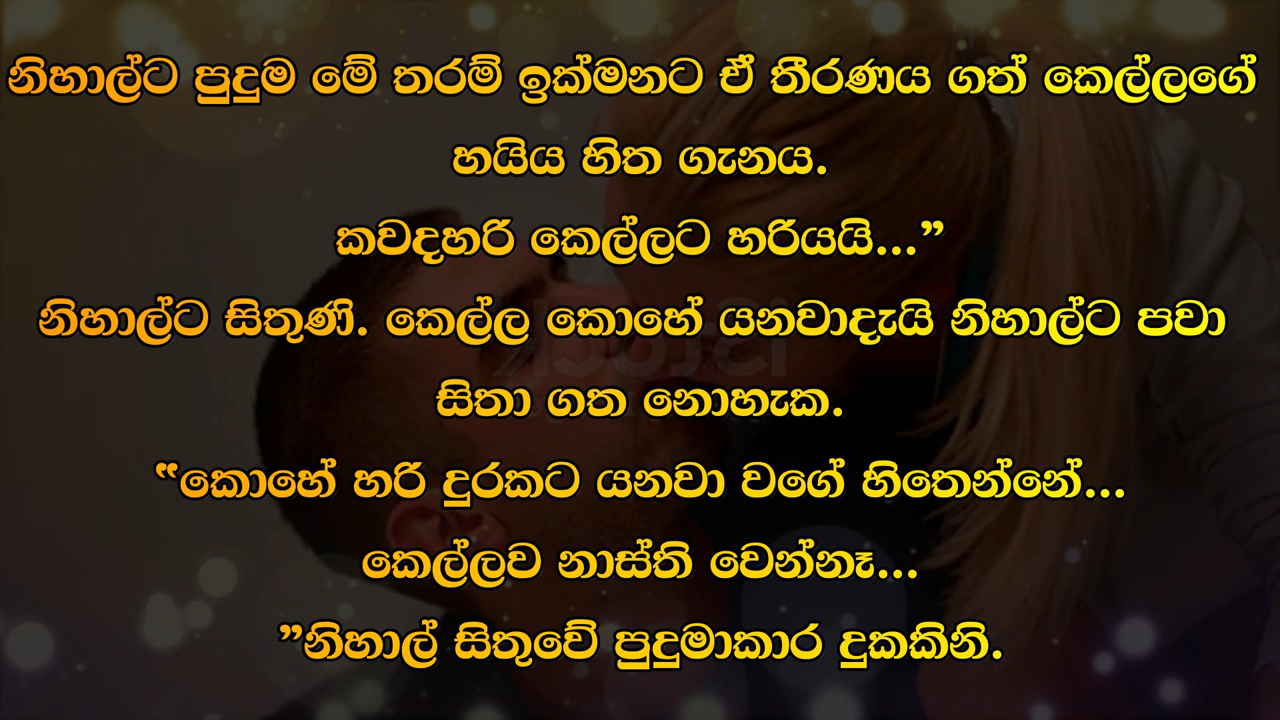 නිහාල්ට පුදුම මේ තරම් ඉක්මනට ඒ තීරණය ගත් කෙල්ලගේ
හයිය හිත ගැනය.
කවදහරි කෙල්ලට හරියයි...”
නිහාල්ට සිතුණි. කෙල්ල කොහේ යනවාදැයි නිහාල්ට පවා
සිතා ගත නොහැක.
“කොහේ හරි දුරකට යනවා වගේ හිතෙන්නේ...
කෙල්ලව නාස්ති වෙන්නෑ...
”නිහාල් සිතුවේ පුදුමාකාර දුකකිනි.